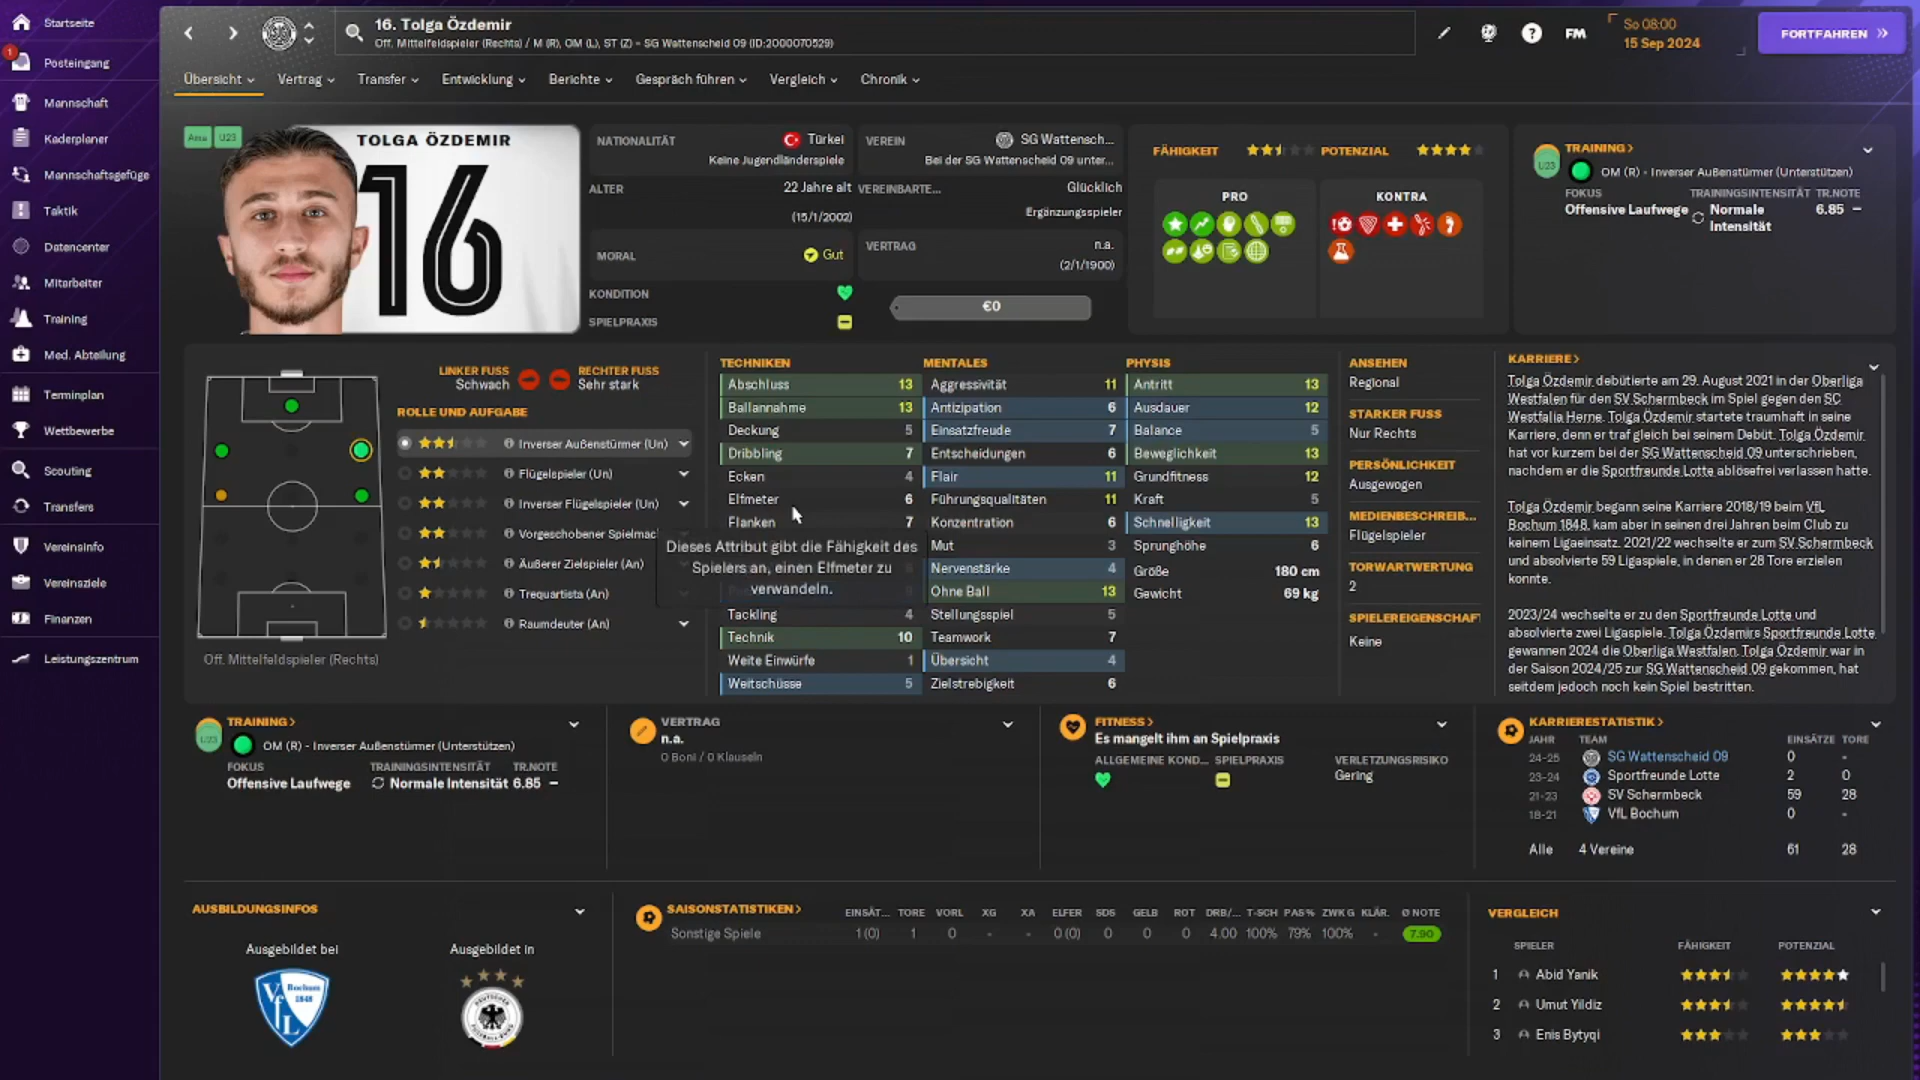 Startseite
1
Posteingang
Mannschaft
Kaderplaner
Mannschaftsgefüge
Taktik
Datencenter
Mitarbeiter
Training
Med. Abteilung
Terminplan
Wettbewerbe
Scouting
Transfers
Vereinsinfo
Vereinsziele
Finanzen
Leistungszentrum
16. Tolga Özdemir
Off. Mittelfeldspieler (Rechts) / M (R), OM (L), ST (Z) - SG Wattenscheid 09 (ID:2000070529)
FM
So 08:00
15 Sep 2024
FORTFAHREN
Übersicht Vertrag Transfer Entwicklung Berichte Gespräch führen Vergleich Chronik
Ama U23
TOLGA ÖZDEMIR
16
NATIONALITÄT Türkei
Keine Jugendländerspiele
ALTER 22 Jahre alt
(15/1/2002)
MORAL Gut
KONDITION
SPIELPRAXIS
VEREIN SG Wattensch...
Bei der SG Wattenscheid 09 unter...
VEREINBARTE... Glücklich
Ergänzungsspieler
VERTRAG n.a.
(2/1/1900)
€0
FÄHIGKEIT POTENZIAL
PRO KONTRA
U23
TRAINING>
OM (R) - Inverser Außenstürmer (Unterstützen)
FOKUS TRAININGSINTENSITÄT TR.NOTE
Offensive Laufwege Normale Intensität 6.85 –
LINKER FUSS RECHTER FUSS
Schwach Sehr stark
ROLLE UND AUFGABE
Inverser Außenstürmer (Un)
Flügelspieler (Un)
Inverser Flügelspieler (Un)
Vorgeschobener Spielmac
Äußerer Zielspieler (An)
Trequartista (An)
Raumdeuter (An)
Off. Mittelfeldspieler (Rechts)
TECHNIKEN
Abschluss 13
Ballannahme 13
Deckung 5
Dribbling 7
Ecken 4
Elfmeter 6
Flanken 7
Dieses Attribut gibt die Fähigkeit des
Spielers an, einen Elfmeter zu
verwandeln.
Tackling 4
Technik 10
Weite Einwürfe 1
Weitschüsse 5
MENTALES
Aggressivität 11
Antizipation 6
Einsatzfreude 7
Entscheidungen 6
Flair 11
Führungsqualitäten 11
Konzentration 6
Mut 3
Nervenstärke 4
Ohne Ball 13
Stellungsspiel 5
Teamwork 7
Übersicht 4
Zielstrebigkeit 6
PHYSIS
Antritt 13
Ausdauer 12
Balance 5
Beweglichkeit 13
Grundfitness 12
Kraft 5
Schnelligkeit 13
Sprunghöhe 6
Größe 180 cm
Gewicht 69 kg
ANSEHEN
Regional
STARKER FUSS
Nur Rechts
PERSÖNLICHKEIT
Ausgewogen
MEDIENBESCHREIB...
Flügelspieler
TORWARTWERTUNG
2
SPIELEREIGENSCHAF
Keine
KARRIERE>
Tolga Özdemir debütierte am 29. August 2021 in der Oberliga
Westfalen für den SV Schermbeck im Spiel gegen den SC
Westfalia Herne. Tolga Özdemir startete traumhaft in seine
Karriere, denn er traf gleich bei seinem Debüt. Tolga Özdemir
hat vor kurzem bei der SG Wattenscheid 09 unterschrieben,
nachdem er die Sportfreunde Lotte ablösefrei verlassen hatte.
Tolga Özdemir begann seine Karriere 2018/19 beim VfL
Bochum 1848, kam aber in seinen drei Jahren beim Club zu
keinem Ligaeinsatz. 2021/22 wechselte er zum SV Schermbeck
und absolvierte 59 Ligaspiele, in denen er 28 Tore erzielen
konnte.
2023/24 wechselte er zu den Sportfreunde Lotte und
absolvierte zwei Ligaspiele. Tolga Özdemirs Sportfreunde Lotte
gewannen 2024 die Oberliga Westfalen. Tolga Özdemir war in
der Saison 2024/25 zur SG Wattenscheid 09 gekommen, hat
seitdem jedoch noch kein Spiel bestritten.
U23
TRAINING>
OM (R) - Inverser Außenstürmer (Unterstützen)
FOKUS TRAININGSINTENSITÄT TR.NOTE
Offensive Laufwege Normale Intensität 6.85 –
VERTRAG
n.a.
0 Boni / 0 Klauseln
FITNESS>
Es mangelt ihm an Spielpraxis
ALLGEMEINE KOND... SPIELPRAXIS VERLETZUNGSRISIKO
Gering
KARRIERESTATISTIK>
JAHR TEAM EINSÄTZE TORE
24-25 SG Wattenscheid 09 0 -
23-24 Sportfreunde Lotte 2 0
21-23 SV Schermbeck 59 28
18-21 VfL Bochum 0 -
Alle 4 Vereine 61 28
AUSBILDUNGSINFOS
Ausgebildet bei Ausgebildet in
Bochum
1848
VfL
SAISONSTATISTIKEN>
EINSÄT... TORE VORL XG XA ELFER SDS GELB ROT DRB/... T-SCH PAS% ZWK G KLÄR. Ø NOTE
Sonstige Spiele 1 (0) 1 0 - - 0 (0) 0 0 0 4.00 100% 79% 100% - 7.90
VERGLEICH
SPIELER FÄHIGKEIT POTENZIAL
1 Abid Yanik
2 Umut Yildiz
3 Enis Bytyqi